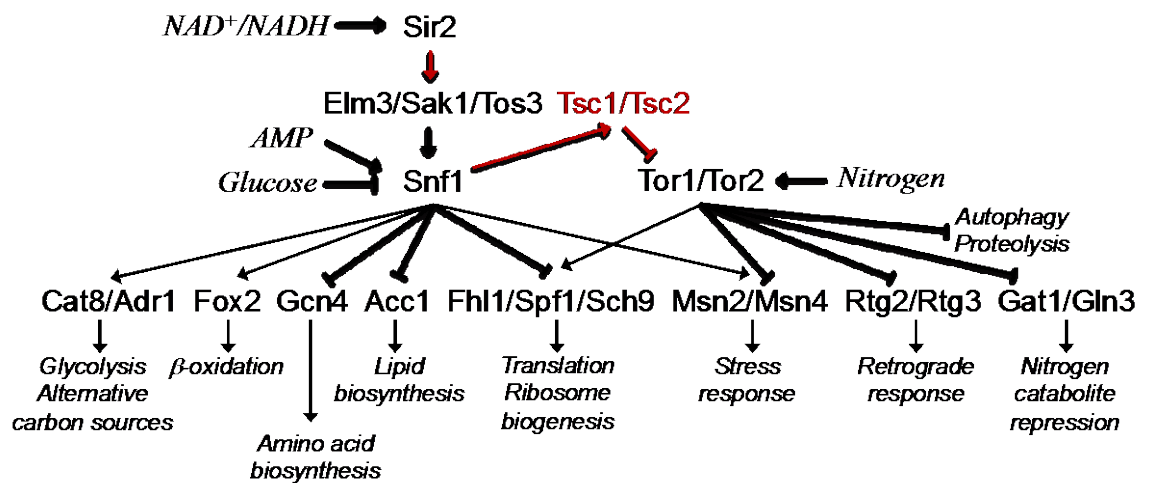 NAD+/NADH
Sir2
Elm3/Sak1/Tos3
Tsc1/Tsc2
AMP
Glucose
Snf1
Tor1/Tor2
Nitrogen
Autophagy
Proteolysis
Cat8/Adr1
Fox2
Gcn4
Acc1
Fhl1/Spf1/Sch9
Msn2/Msn4
Rtg2/Rtg3
Gat1/Gln3
Glycolysis
Alternative
carbon sources
β-oxidation
Amino acid
biosynthesis
Lipid
biosynthesis
Translation
Ribosome
biogenesis
Stress
response
Retrograde
response
Nitrogen
catabolite
repression